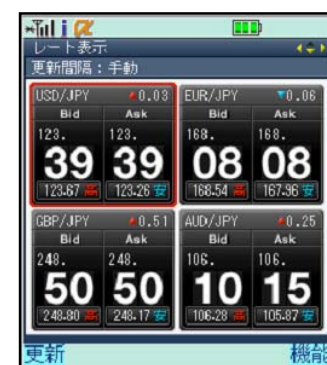 i α
レート表示
更新間隔：手動
USD/JPY ▲0.03 EUR/JPY ▼0.06
Bid Ask Bid Ask
123. 123. 168. 168.
39 39 08 08
123.67 高 123.26 安 168.54 高 167.96 安
GBP/JPY ▲0.51 AUD/JPY ▲0.25
Bid Ask Bid Ask
248. 248. 106. 106.
50 50 10 15
248.80 高 248.17 安 106.28 高 105.87 安
更新 機能